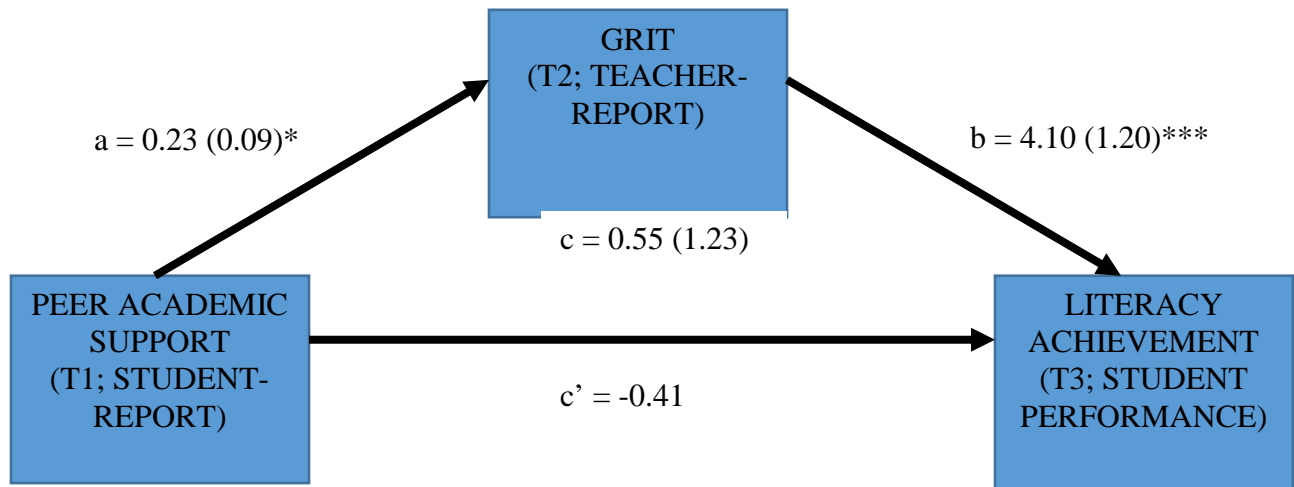 GRIT
(T2; TEACHER-
REPORT)
a = 0.23 (0.09)*
b = 4.10 (1.20)***
c = 0.55 (1.23)
PEER ACADEMIC
SUPPORT
(T1; STUDENT-
REPORT)
LITERACY
ACHIEVEMENT
(T3; STUDENT
PERFORMANCE)
c’ = -0.41